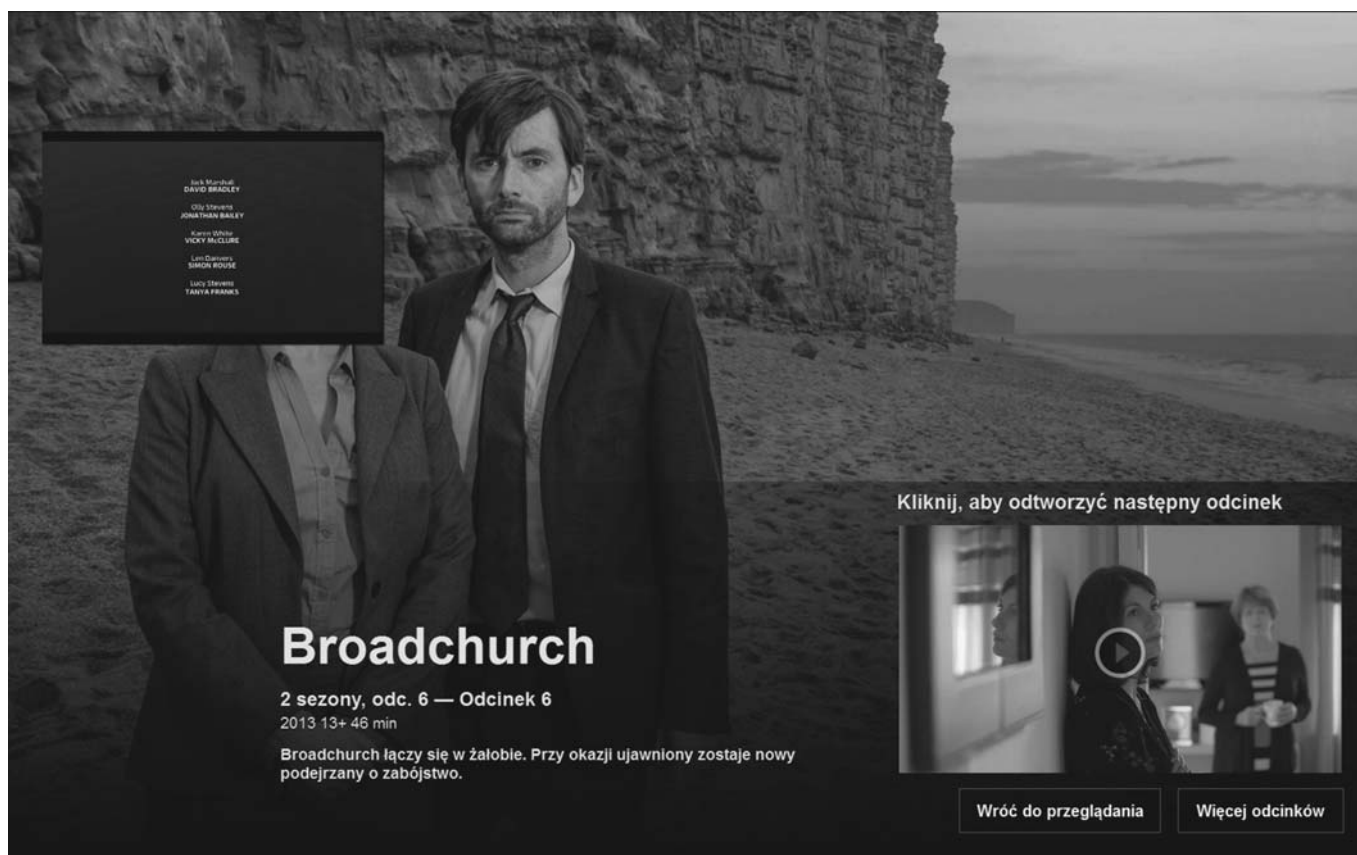 Jack Marshall
DAVID BRADLEY
Olly Stevens
JONATHAN BAILEY
Karen White
VICKY McCLURE
Len Danvers
SIMON ROUSE
Lucy Stevens
TANYA FRANKS
Kliknij, aby odtworzyć następny odcinek
Broadchurch
2 sezony, odc. 6 — Odcinek 6
2013 13+ 46 min
Broadchurch łączy się w żałobie. Przy okazji ujawniony zostaje nowy
podejrzany o zabójstwo.
Wróć do przeglądania
Więcej odcinków